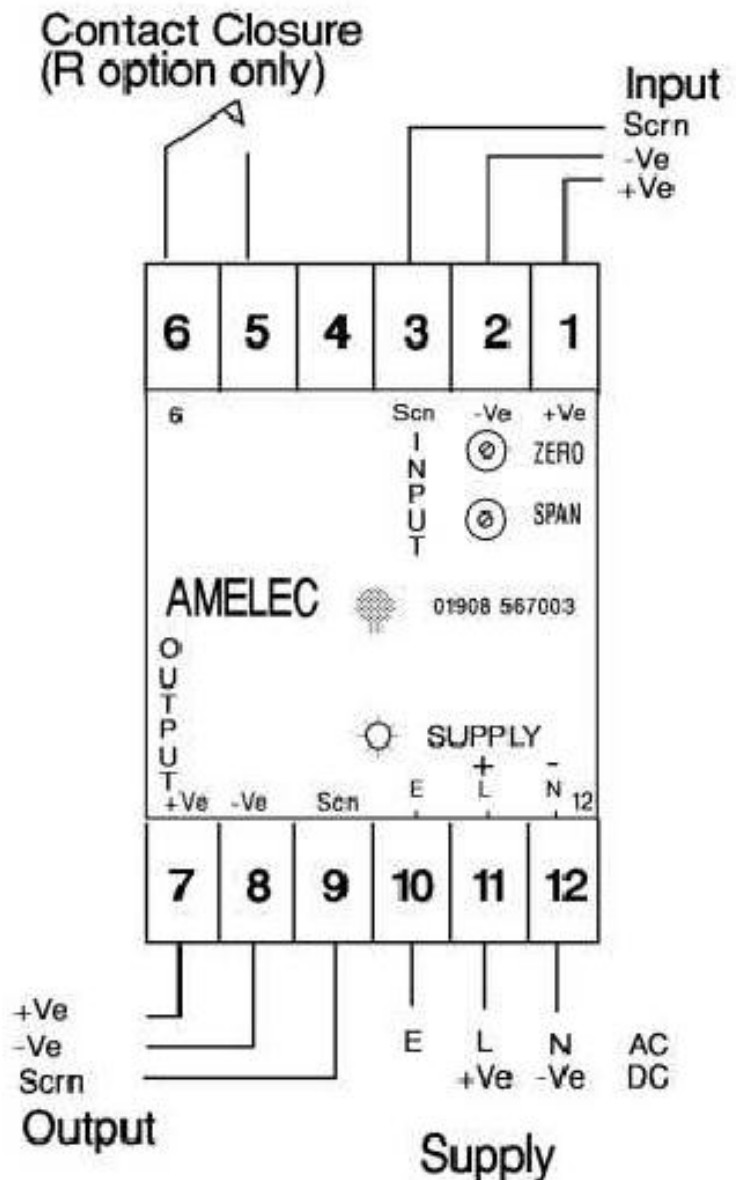 Contact Closure
(R option only)
Input
Scrn
-Ve
+Ve
6 5 4 3 2 1
6 Scn -Ve +Ve
INPUT
ZERO
SPAN
AMELEC 01908 567003
OUTPUT
SUPPLY
+ -
+Ve -Ve Scn E L N 12
7 8 9 10 11 12
+Ve
-Ve
Scrn
Output
E L N AC
+Ve -Ve DC
Supply